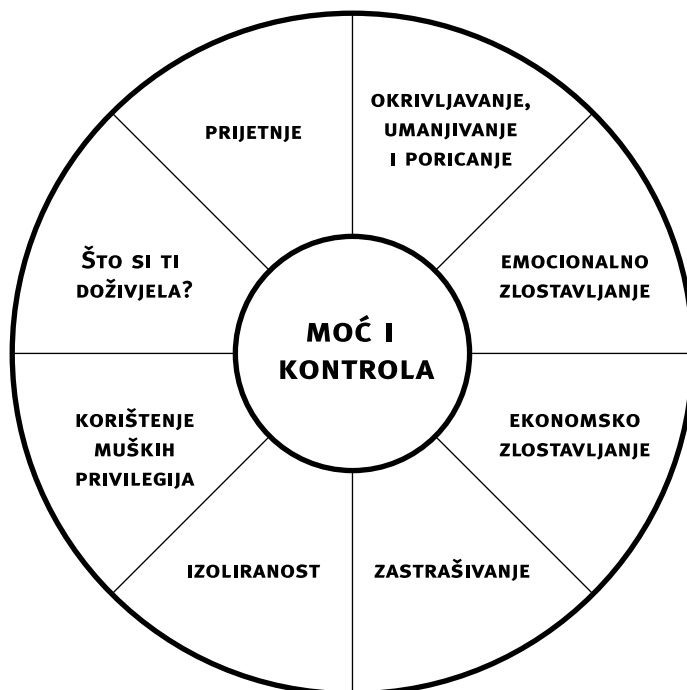 PRIJETNJE
OKRIVLJAVANJE,
UMANJIVANJE
I PORICANJE
ŠTO SI TI
DOŽIVJELA?
EMOCIONALNO
ZLOSTAVLJANJE
MOĆ I
KONTROLA
KORIŠTENJE
MUŠKIH
PRIVILEGIJA
EKONOMSKO
ZLOSTAVLJANJE
IZOLIRANOST
ZASTRAŠIVANJE